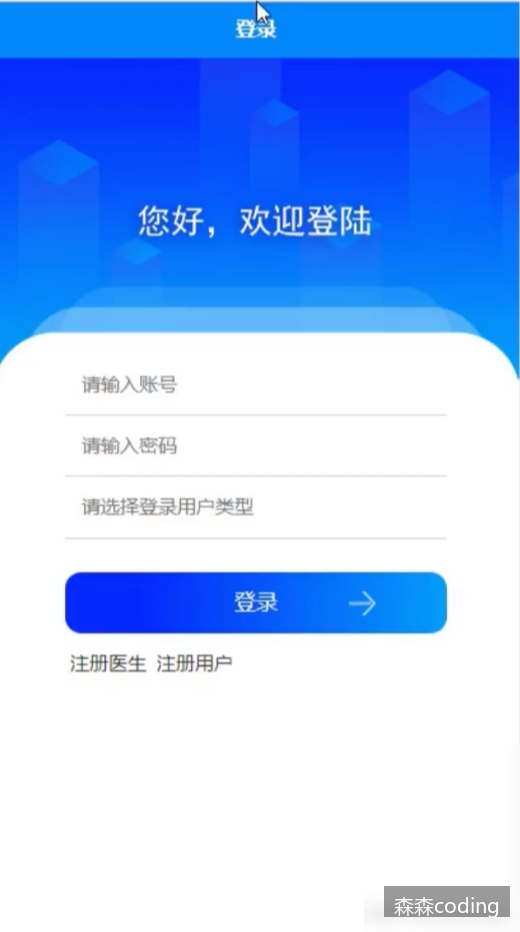 登录
您好，欢迎登陆
请输入账号
请输入密码
请选择登录用户类型
登录
注册医生 注册用户
森森coding